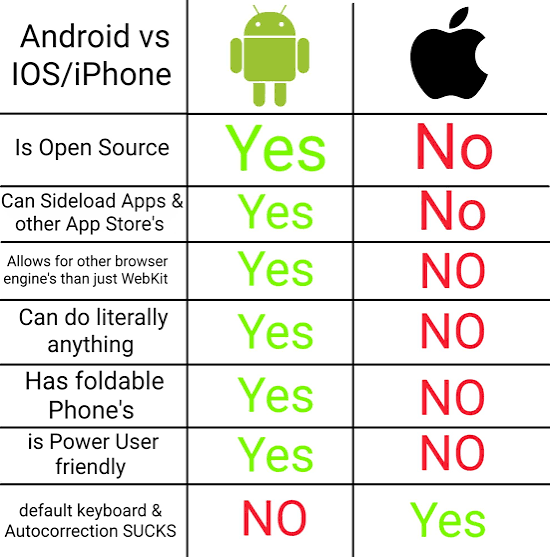 Android vs
IOS/iPhone
Is Open Source
Yes
No
Can Sideload Apps &
other App Store's
Yes
No
Allows for other browser
engine's than just WebKit
Yes
NO
Can do literally
anything
Yes
NO
Has foldable
Phone's
Yes
NO
is Power User
friendly
Yes
NO
default keyboard &
Autocorrection SUCKS
NO
Yes